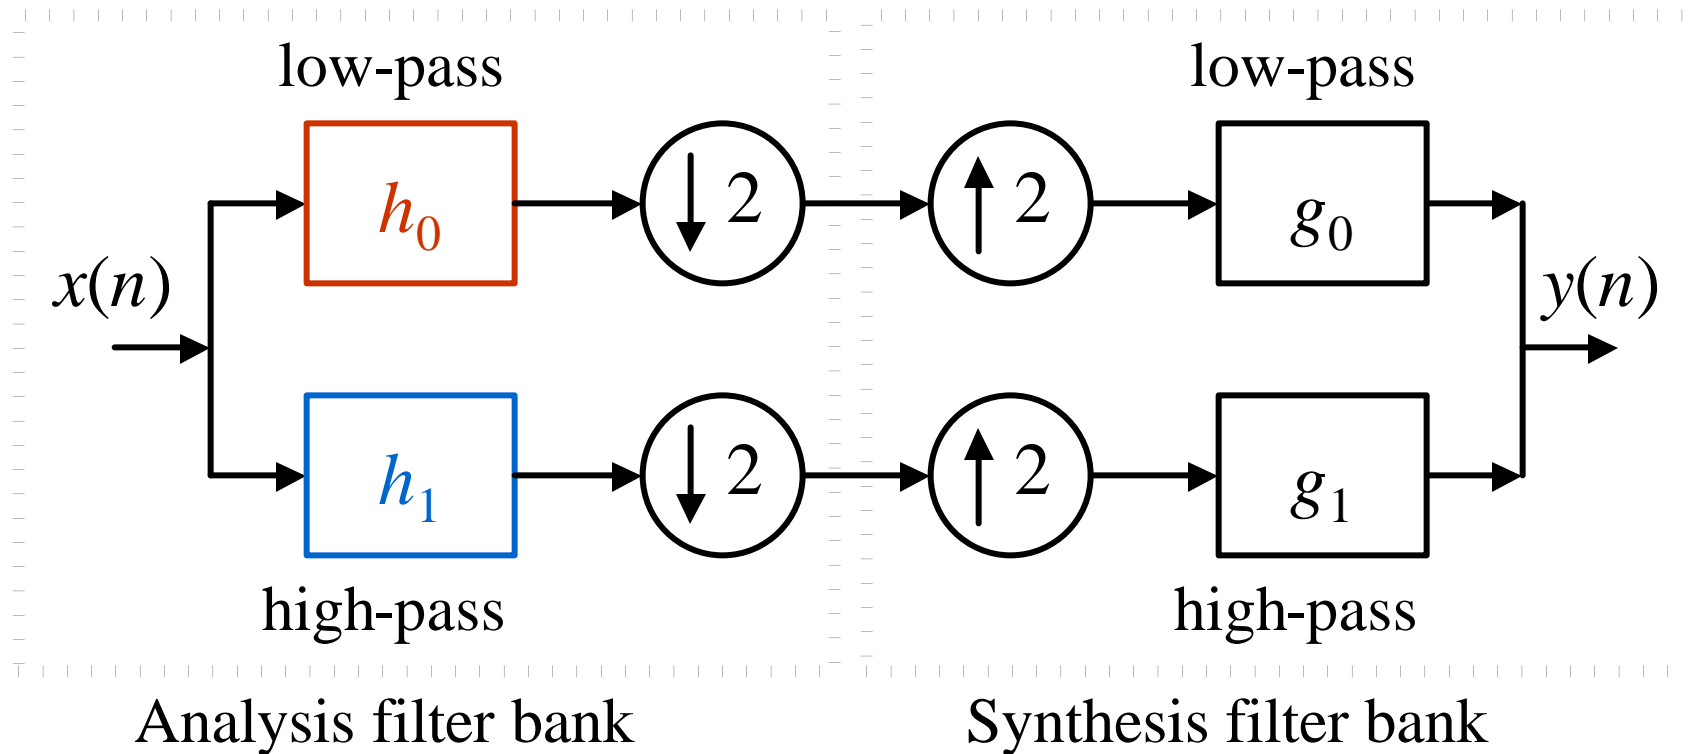 low-pass low-pass
h₀ ↓ 2 ↑ 2 g₀
x(n) y(n)
h₁ ↓ 2 ↑ 2 g₁
high-pass high-pass
Analysis filter bank Synthesis filter bank